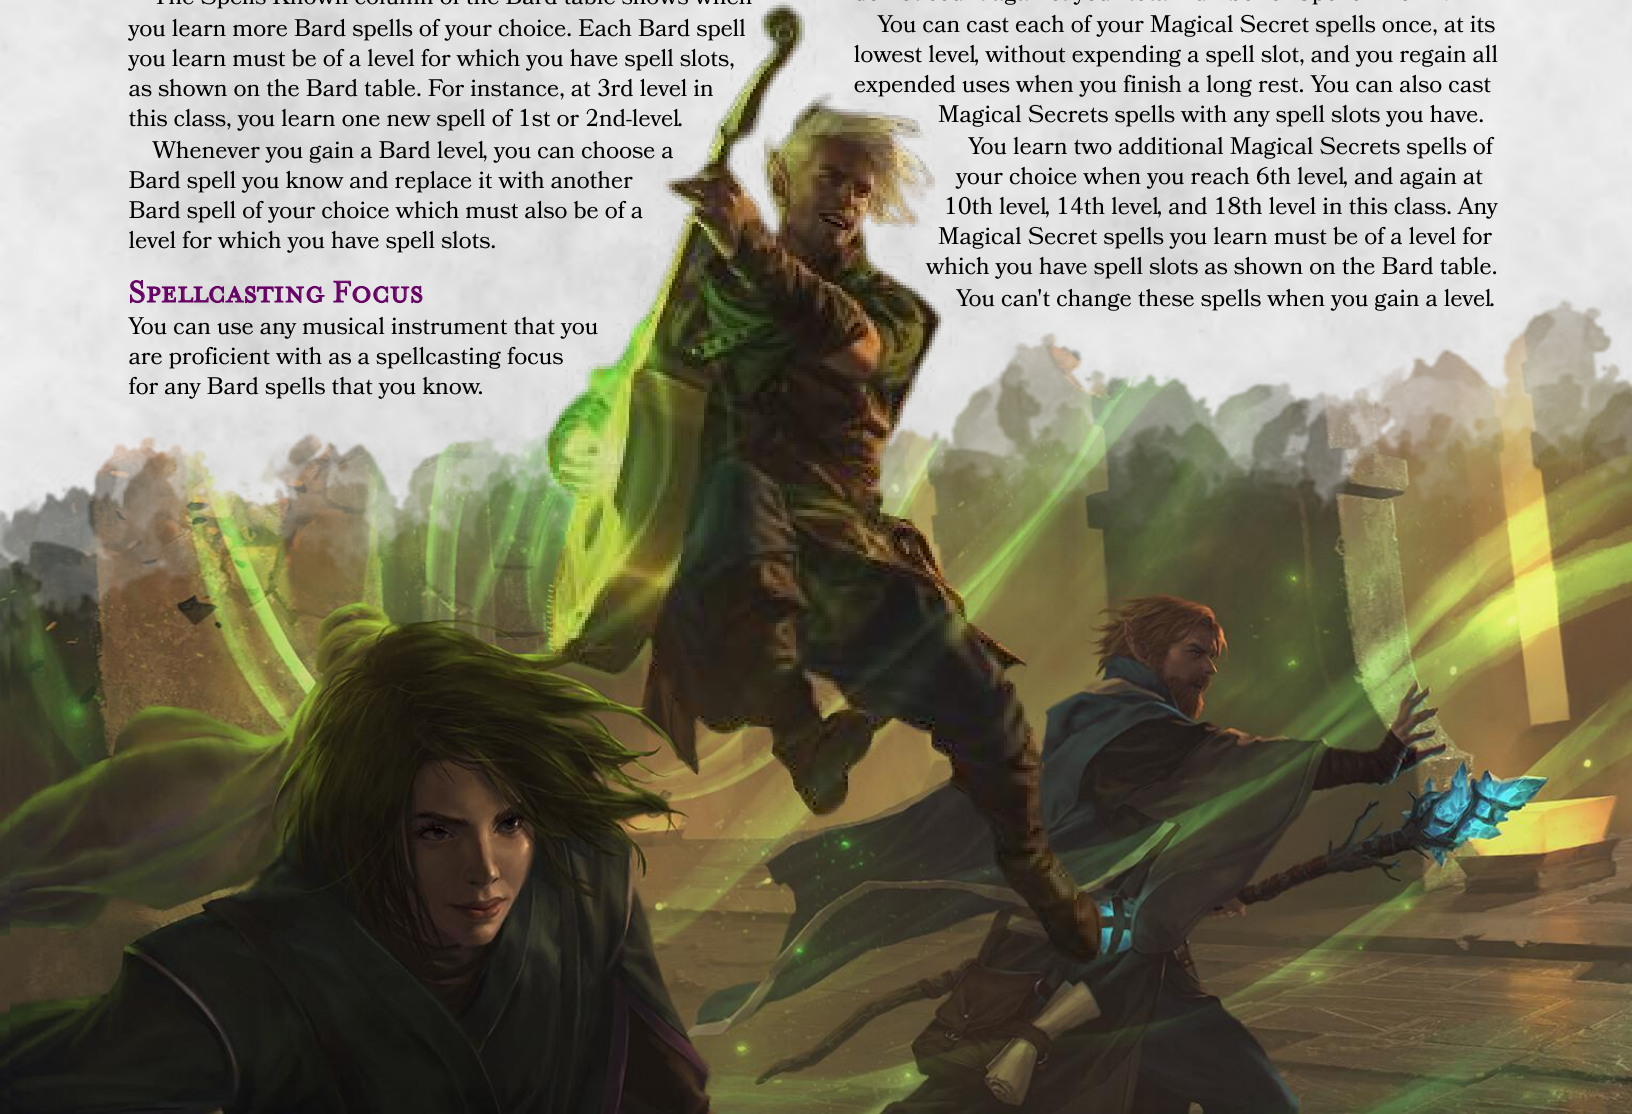 The Spells Known column of the Bard table shows when
you learn more Bard spells of your choice. Each Bard spell
you learn must be of a level for which you have spell slots,
as shown on the Bard table. For instance, at 3rd level in
this class, you learn one new spell of 1st or 2nd-level.
Whenever you gain a Bard level, you can choose a
Bard spell you know and replace it with another
Bard spell of your choice which must also be of a
level for which you have spell slots.
Spellcasting Focus
You can use any musical instrument that you
are proficient with as a spellcasting focus
for any Bard spells that you know.
You can cast each of your Magical Secret spells once, at its
lowest level, without expending a spell slot, and you regain all
expended uses when you finish a long rest. You can also cast
Magical Secrets spells with any spell slots you have.
You learn two additional Magical Secrets spells of
your choice when you reach 6th level, and again at
10th level, 14th level, and 18th level in this class. Any
Magical Secret spells you learn must be of a level for
which you have spell slots as shown on the Bard table.
You can't change these spells when you gain a level.